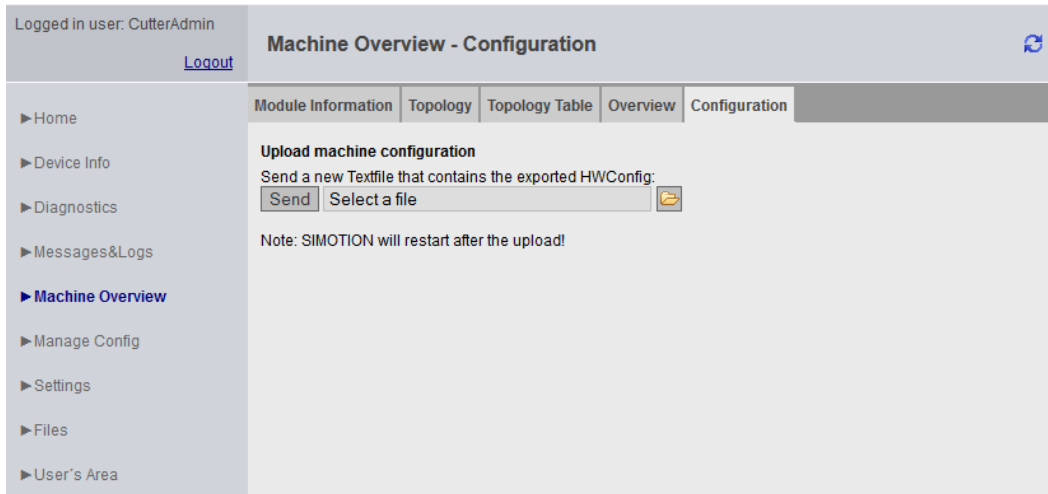 Logged in user: CutterAdmin
Logout
Machine Overview - Configuration
►Home
►Device Info
►Diagnostics
►Messages&Logs
►Machine Overview
►Manage Config
►Settings
►Files
►User´s Area
Module Information Topology Topology Table Overview Configuration
Upload machine configuration
Send a new Textfile that contains the exported HWConfig:
Send Select a file
Note: SIMOTION will restart after the upload!